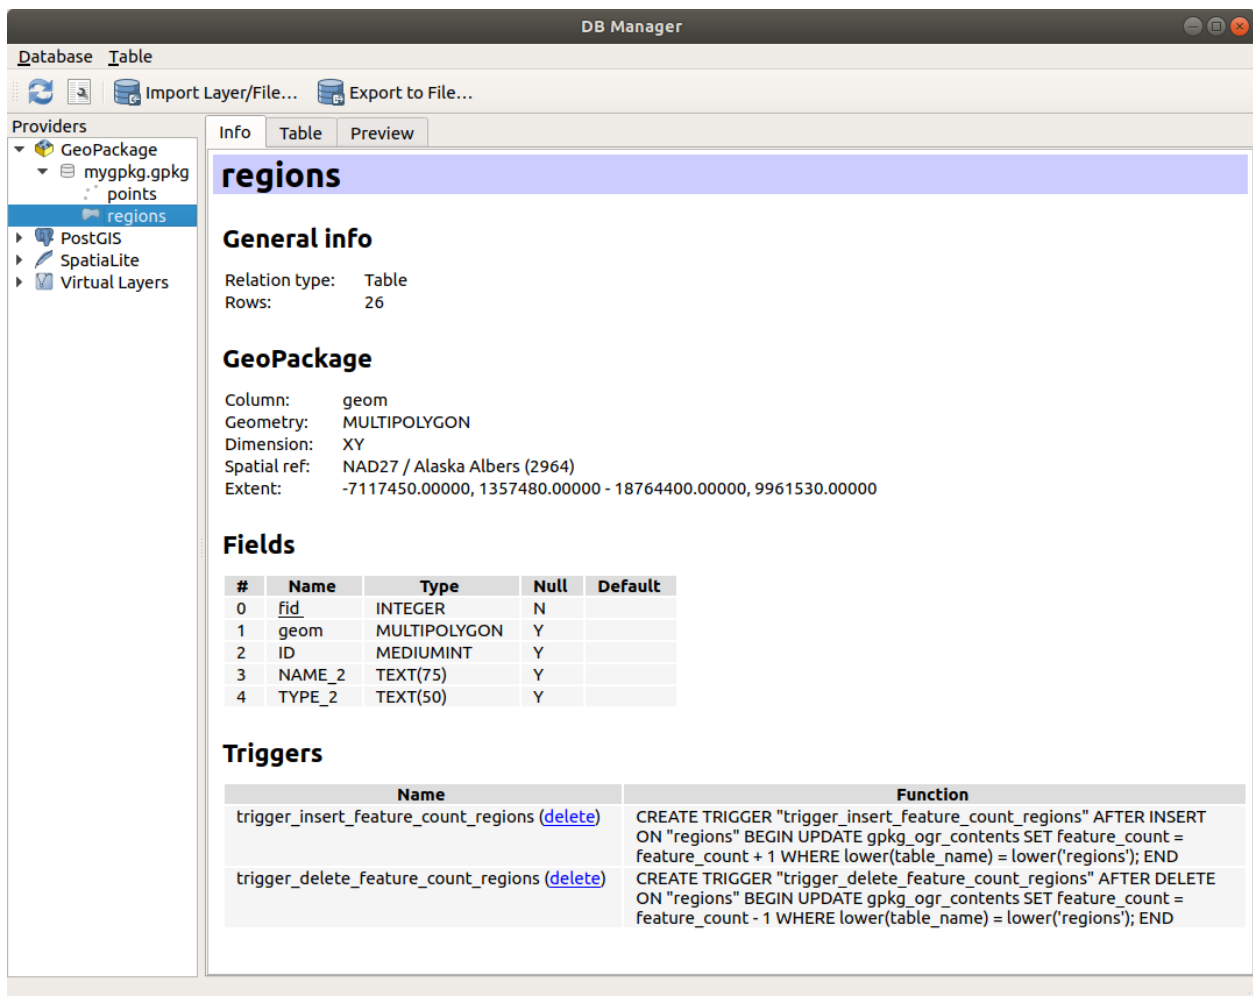 DB Manager
Database Table
Import Layer/File... Export to File...
Providers
GeoPackage
mygpkg.gpkg
points
regions
PostGIS
SpatiaLite
Virtual Layers
Info Table Preview
regions
General info
Relation type: Table
Rows: 26
GeoPackage
Column: geom
Geometry: MULTIPOLYGON
Dimension: XY
Spatial ref: NAD27 / Alaska Albers (2964)
Extent: -7117450.00000, 1357480.00000 - 18764400.00000, 9961530.00000
Fields
# Name Type Null Default
0 fid INTEGER N
1 geom MULTIPOLYGON Y
2 ID MEDIUMINT Y
3 NAME_2 TEXT(75) Y
4 TYPE_2 TEXT(50) Y
Triggers
Name Function
trigger_insert_feature_count_regions (delete) CREATE TRIGGER "trigger_insert_feature_count_regions" AFTER INSERT
ON "regions" BEGIN UPDATE gpkg_ogr_contents SET feature_count =
feature_count + 1 WHERE lower(table_name) = lower('regions'); END
trigger_delete_feature_count_regions (delete) CREATE TRIGGER "trigger_delete_feature_count_regions" AFTER DELETE
ON "regions" BEGIN UPDATE gpkg_ogr_contents SET feature_count =
feature_count - 1 WHERE lower(table_name) = lower('regions'); END